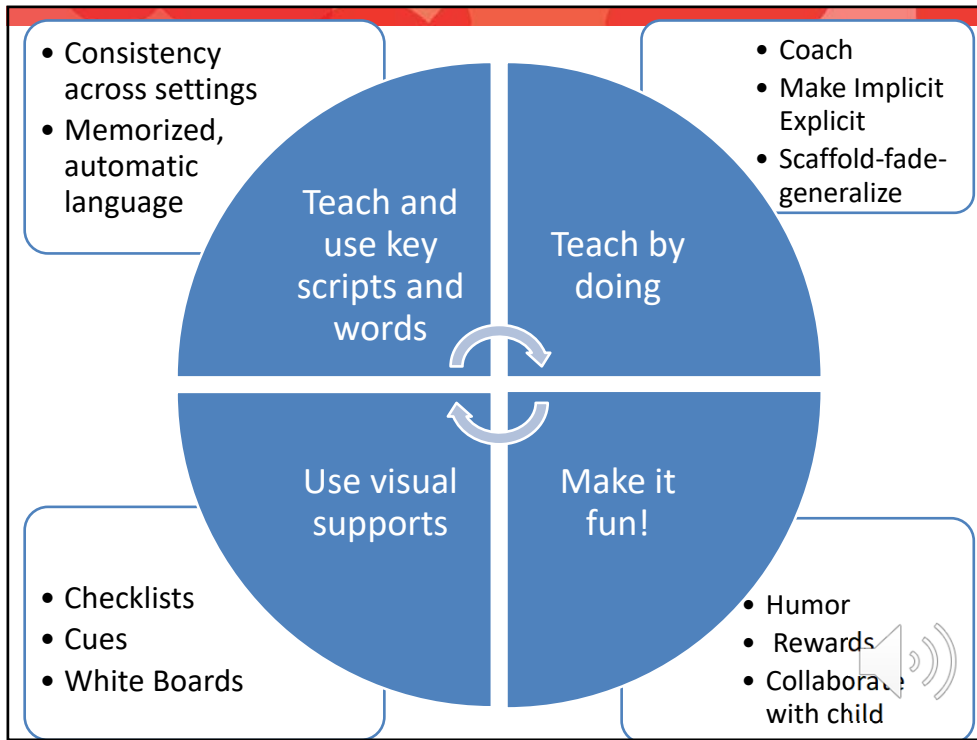 • Consistency
across settings
• Memorized,
automatic
language
Teach and
use key
scripts and
words
• Coach
• Make Implicit
Explicit
• Scaffold-fade-
generalize
Teach by
doing
Use visual
supports
• Checklists
• Cues
• White Boards
Make it
fun!
• Humor
• Rewards
• Collaborate
with child